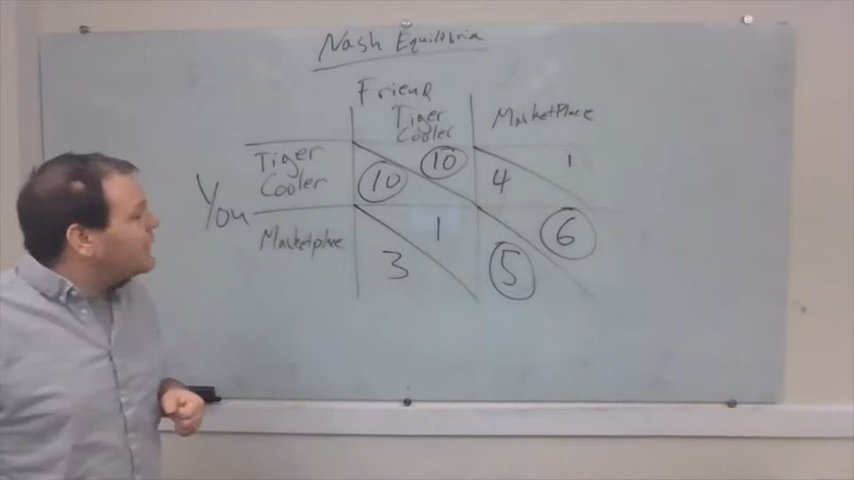 Nash Equilibria
Friend
Tiger Cooler
Marketplace
You
Tiger Cooler
10 10
4 1
Marketplace
3 1
5 6